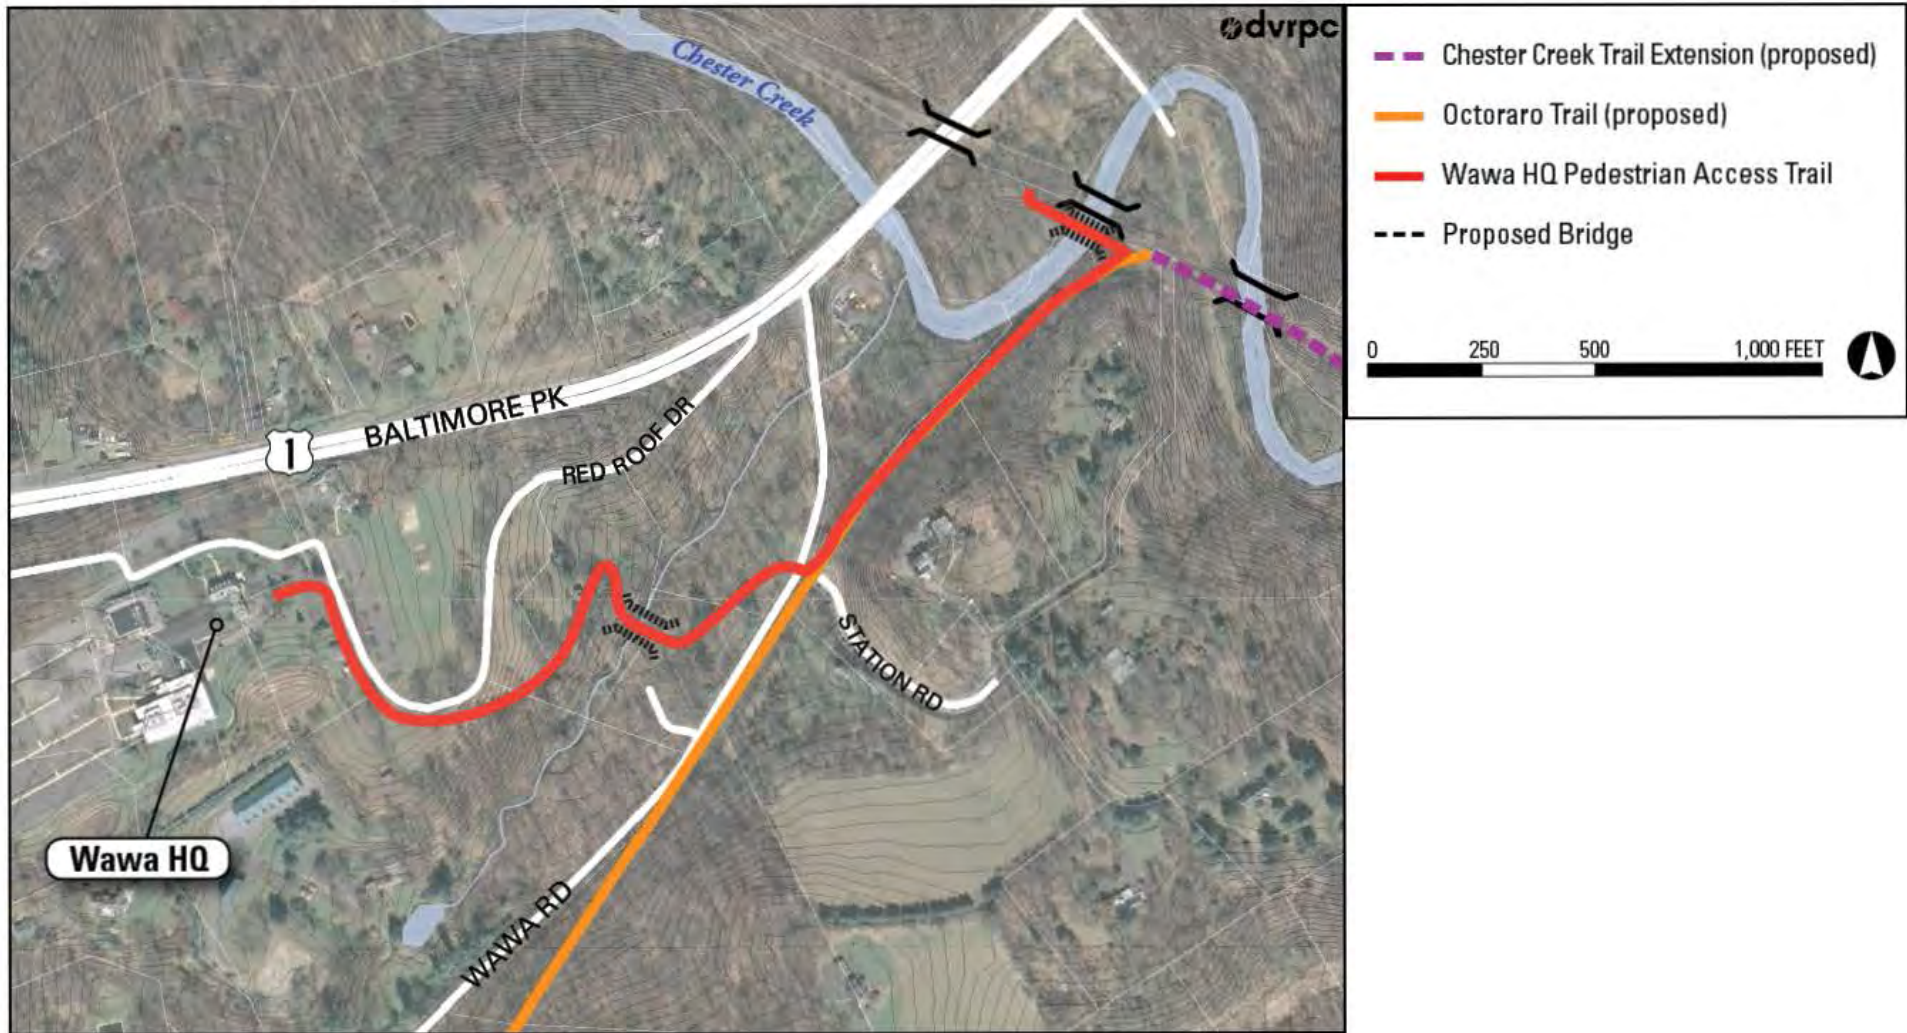 dvrpc
Chester Creek
1
BALTIMORE PK
RED ROOF DR
STATION RD
WAWA RD
Wawa HQ
Chester Creek Trail Extension (proposed)
Octoraro Trail (proposed)
Wawa HQ Pedestrian Access Trail
Proposed Bridge
0 250 500 1,000 FEET